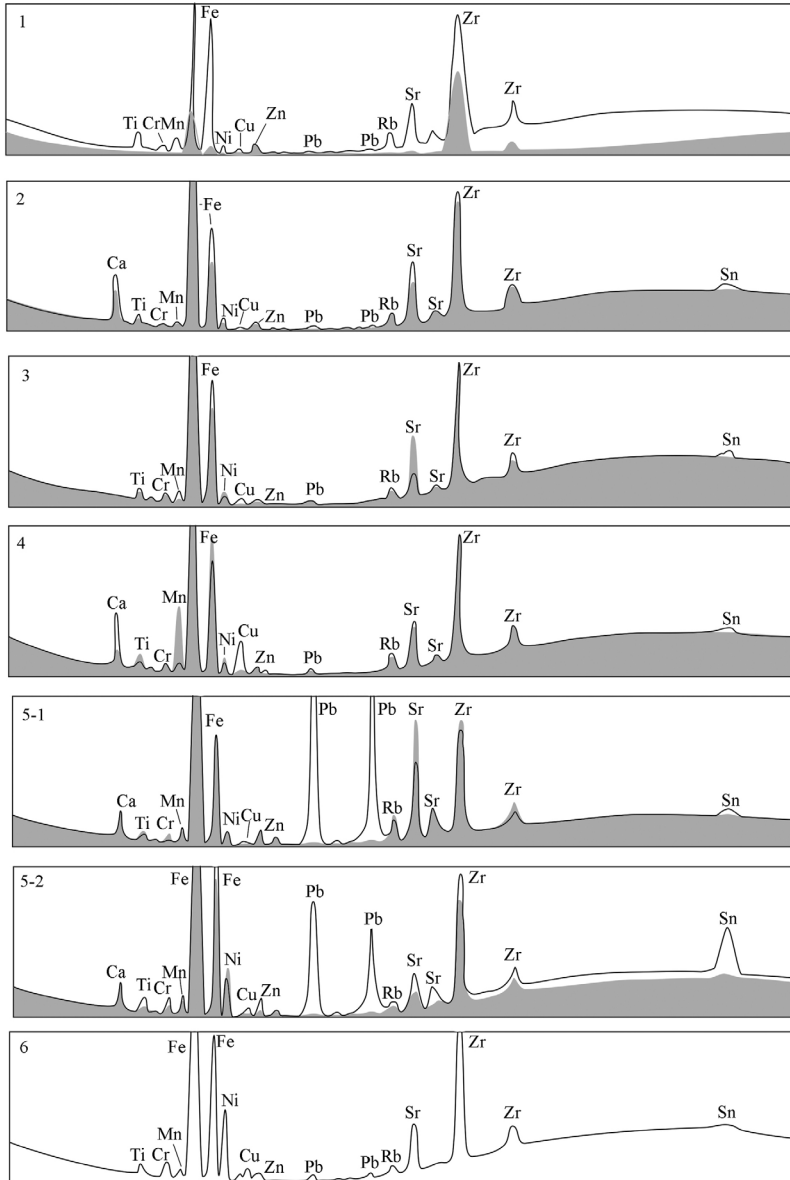 1
Fe
Zr
Ti
Cr
Mn
Ni
Cu
Zn
Pb
Pb
Rb
Sr
Zr
2
Ca
Ti
Cr
Mn
Fe
Ni
Cu
Zn
Pb
Pb
Rb
Sr
Sr
Zr
Zr
Sn
3
Ti
Cr
Mn
Fe
Ni
Cu
Zn
Pb
Rb
Sr
Sr
Zr
Zr
Sn
4
Ca
Ti
Cr
Mn
Fe
Ni
Cu
Zn
Pb
Rb
Sr
Sr
Zr
Zr
Sn
5-1
Ca
Ti
Cr
Mn
Fe
Ni
Cu
Zn
Pb
Pb
Rb
Sr
Sr
Zr
Zr
Sn
5-2
Ca
Ti
Cr
Mn
Fe
Fe
Ni
Cu
Zn
Pb
Pb
Rb
Sr
Sr
Zr
Zr
Sn
6
Ti
Cr
Mn
Fe
Fe
Ni
Cu
Zn
Pb
Pb
Rb
Sr
Zr
Zr
Sn